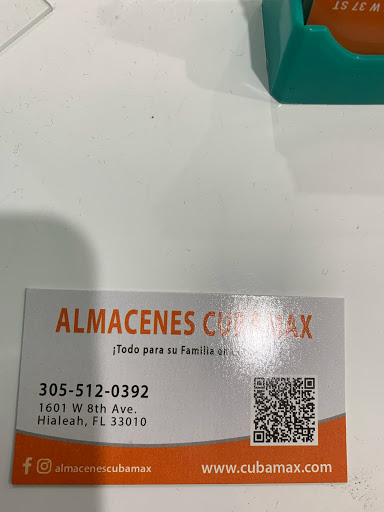 W 37 ST
ALMACENES CUBAMAX
¡Todo para su Familia en
305-512-0392
1601 W 8th Ave.
Hialeah, FL 33010
almacenescubamax
www.cubamax.com